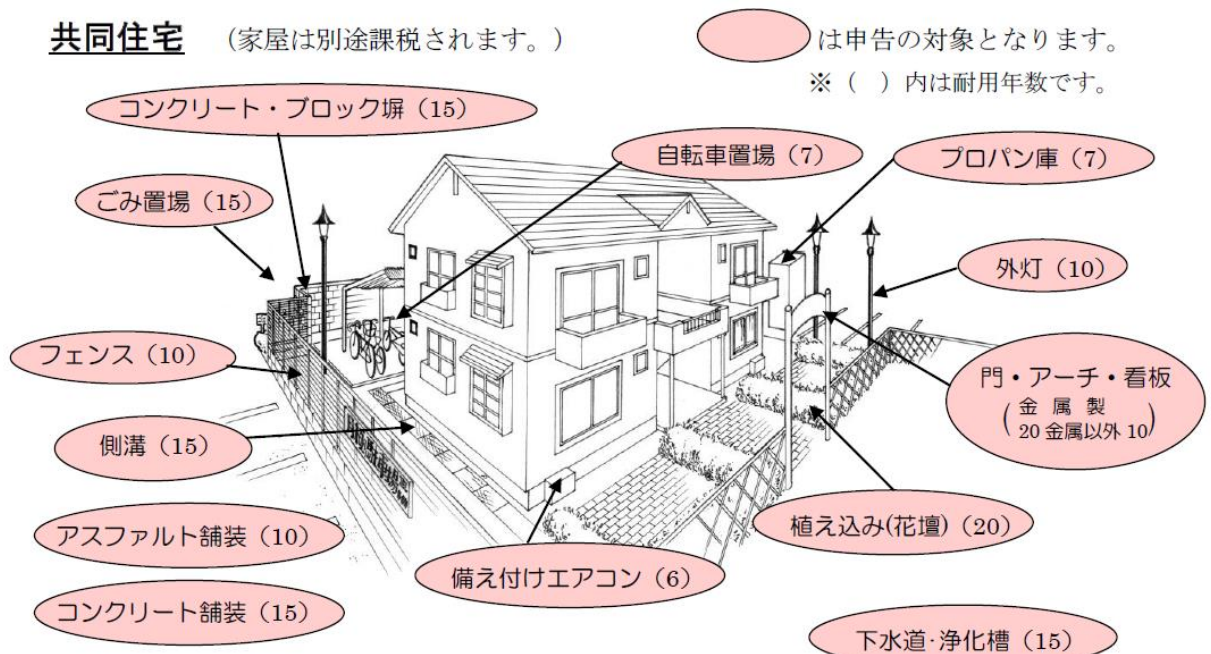 共同住宅 (家屋は別途課税されます。)
は申告の対象となります。
※( )内は耐用年数です。
コンクリート・ブロック塀(15)
自転車置場(7)
プロパン庫(7)
ごみ置場(15)
外灯(10)
フェンス(10)
門・アーチ・看板
(金属製
20金属以外10)
側溝(15)
植え込み(花壇)(20)
アスファルト舗装(10)
備え付けエアコン(6)
コンクリート舗装(15)
下水道・浄化槽(15)